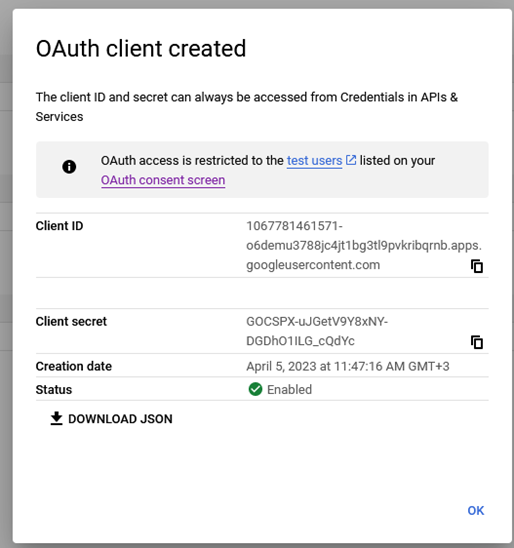 OAuth client created
The client ID and secret can always be accessed from Credentials in APIs &
Services
OAuth access is restricted to the test users listed on your
OAuth consent screen
Client ID
1067781461571-
o6demu3788jc4jt1bg3tl9pvkribqrnb.apps.
googleusercontent.com
Client secret
GOCSPX-uJGetV9Y8xNY-
DGDhO1ILG_cQdYc
Creation date
April 5, 2023 at 11:47:16 AM GMT+3
Status
Enabled
DOWNLOAD JSON
OK